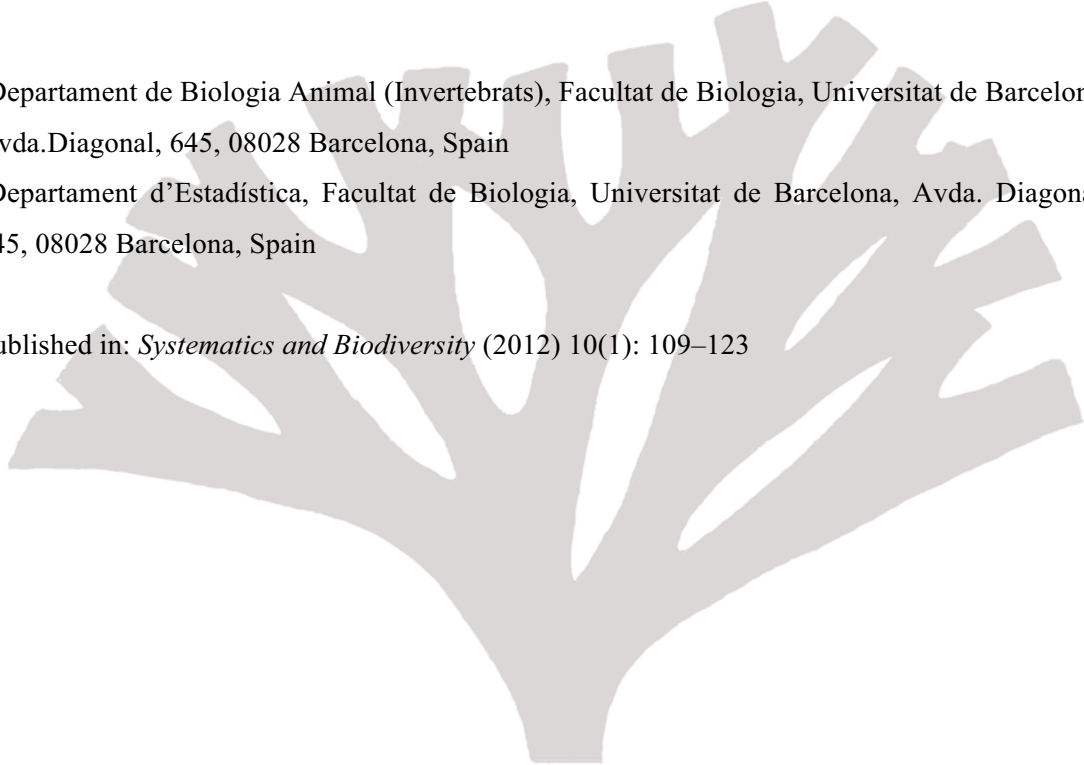 Departament de Biologia Animal (Invertebrats), Facultat de Biologia, Universitat de Barcelon
vda.Diagonal, 645, 08028 Barcelona, Spain
Departament d’Estadística, Facultat de Biologia, Universitat de Barcelona, Avda. Diagona
45, 08028 Barcelona, Spain
ublished in: Systematics and Biodiversity (2012) 10(1): 109–123